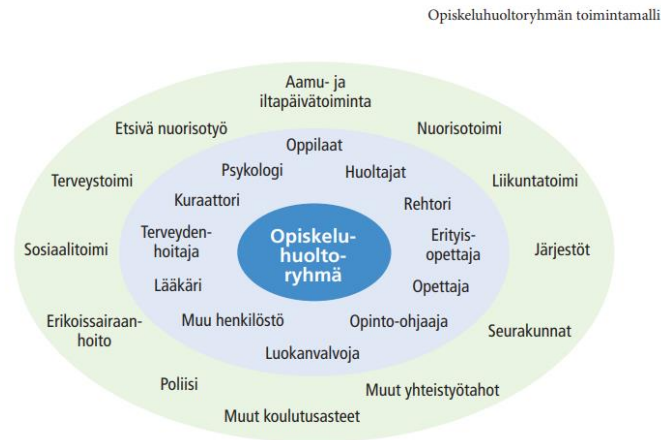 Opiskeluhuoltoryhmän toimintamalli
Aamu- ja
iltapäivätoiminta
Etsivä nuorisotyö
Nuorisotoimi
Oppilaat
Psykologi
Huoltajat
Terveystoimi
Liikuntatoimi
Kuraattori
Rehtori
Terveyden-
hoitaja
Opiskelu-
huolto-
ryhmä
Erityis-
opettaja
Sosiaalitoimi
Järjestöt
Lääkäri
Opettaja
Erikoissairaan-
hoito
Muu henkilöstö
Opinto-ohjaaja
Seurakunnat
Luokanvalvoja
Poliisi
Muut yhteistyötahot
Muut koulutusasteet